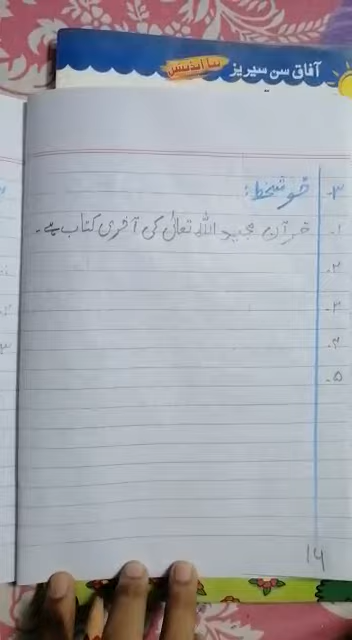 آفاق سن سیریز نیا ایڈیشن
۳۔ خوشخط:
۱۔ قرآن مجید اللہ تعالیٰ کی آخری کتاب ہے۔
۲۔
۳۔
۴۔
۵۔
14